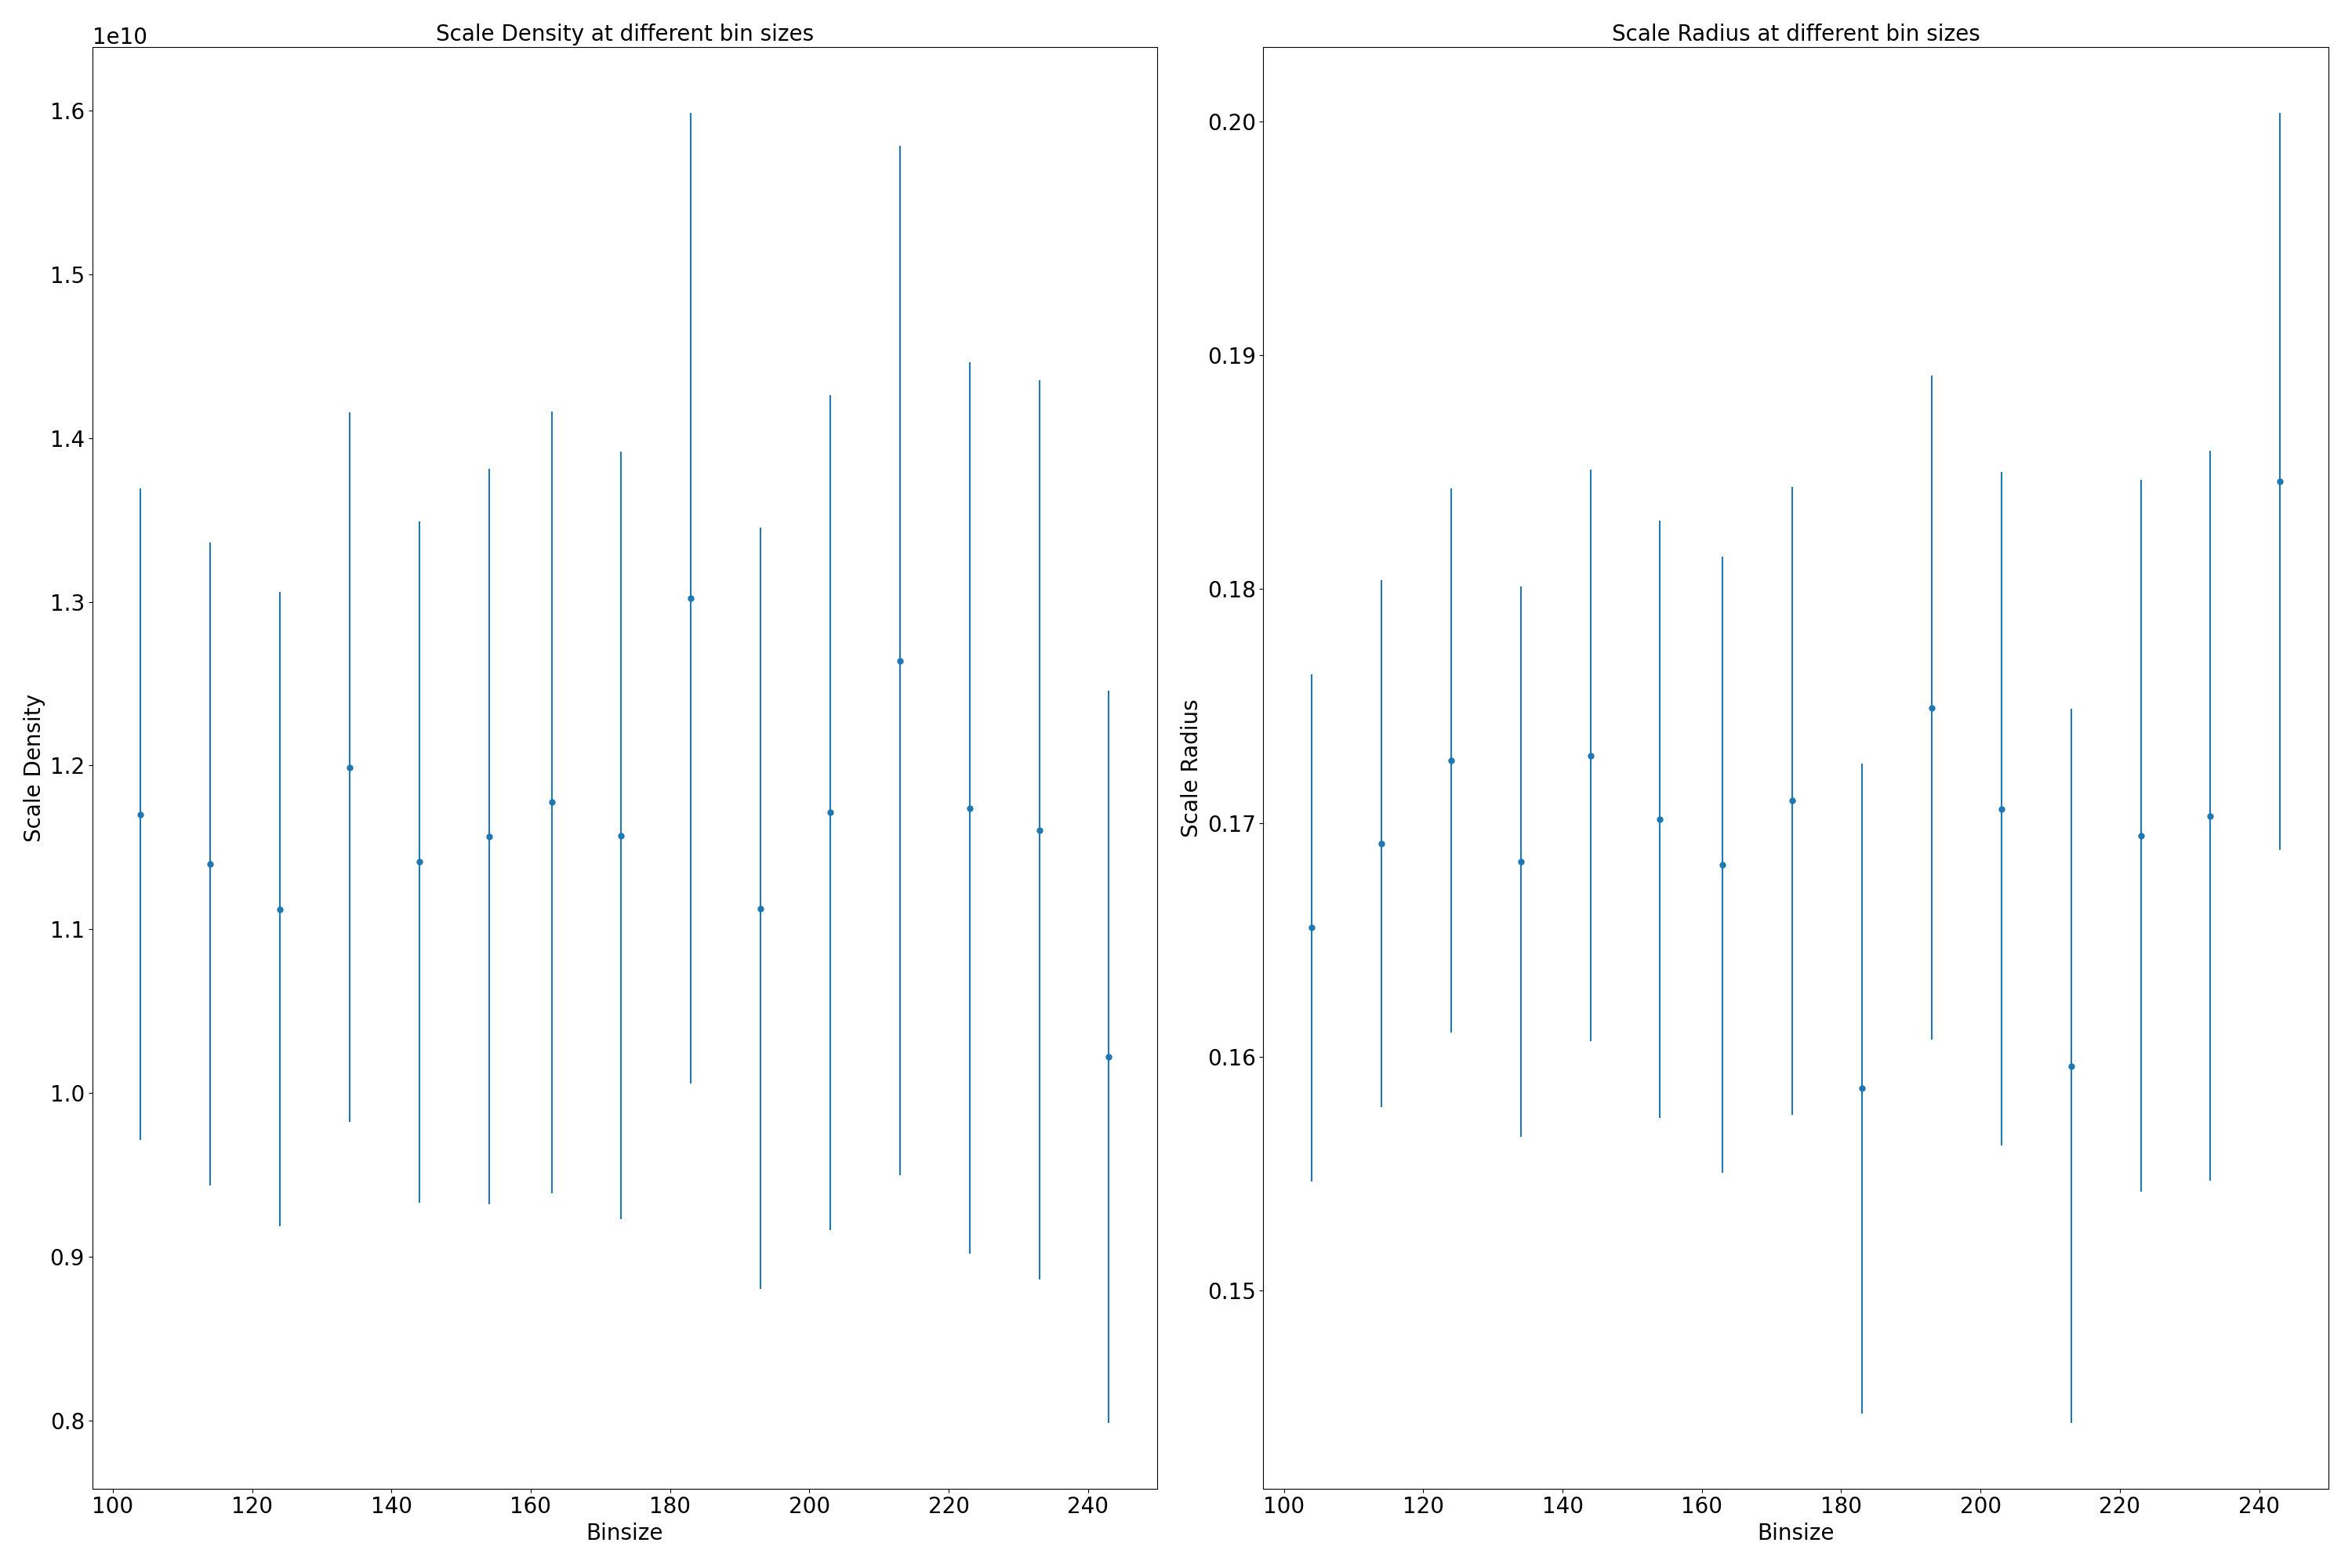 Scale Density at different bin sizes
1e10
1.6
1.5
1.4
1.3
1.2
1.1
1.0
0.9
0.8
Scale Density
100 120 140 160 180 200 220 240
Binsize
Scale Radius at different bin sizes
0.20
0.19
0.18
0.17
0.16
0.15
Scale Radius
100 120 140 160 180 200 220 240
Binsize